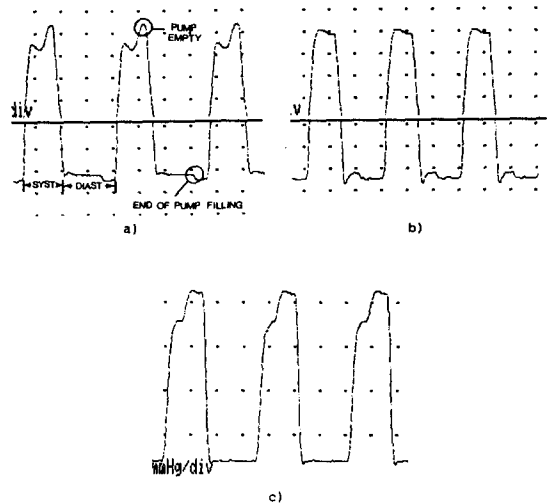 PUMP
EMPTY
div
SYST
DIAST
END OF PUMP FILLING
a)
.V
b)
mmHg/div
c)